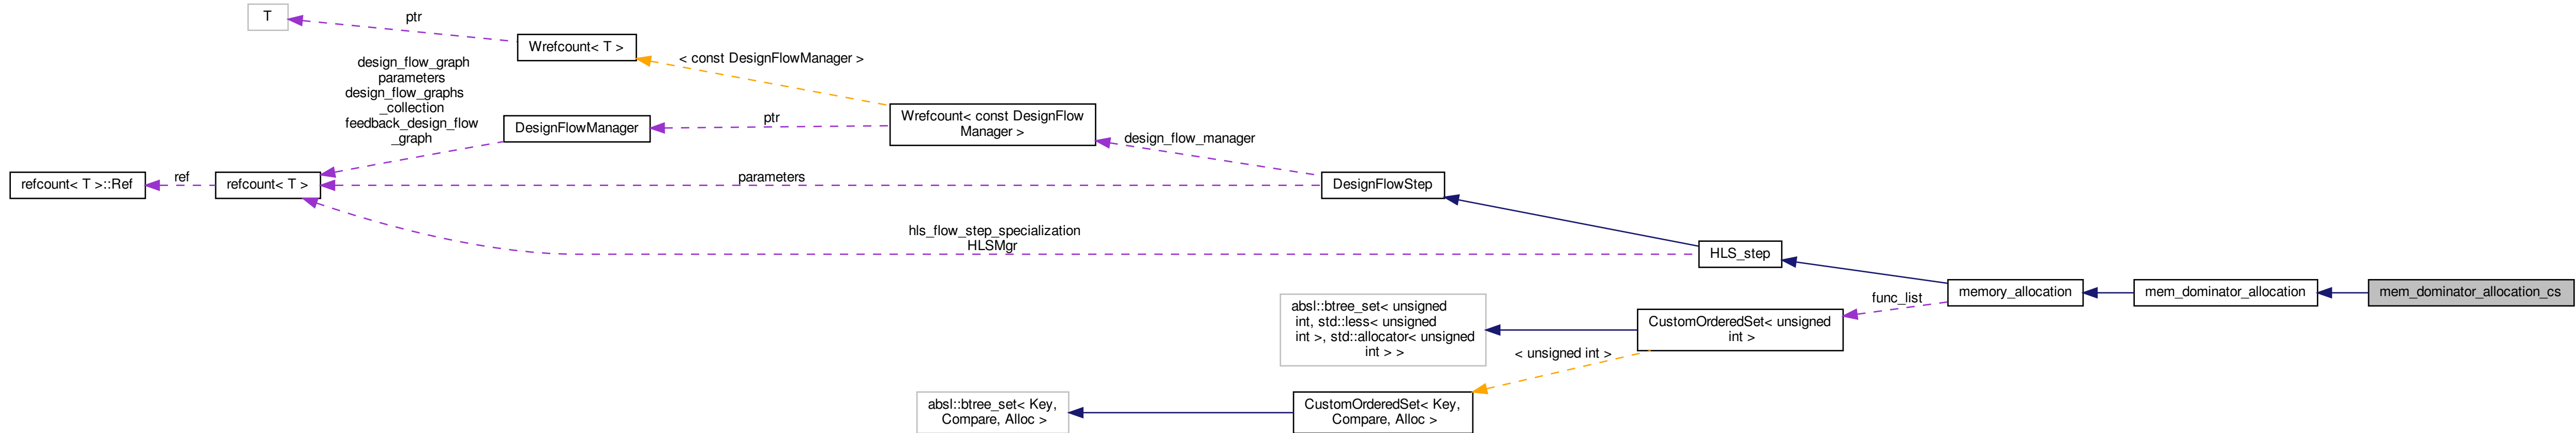 T
ptr
Wrefcount< T >
< const DesignFlowManager >
design_flow_graph
parameters
design_flow_graphs
_collection
feedback_design_flow
_graph
DesignFlowManager
ptr
Wrefcount< const DesignFlow
Manager >
design_flow_manager
refcount< T >::Ref
ref
refcount< T >
parameters
DesignFlowStep
hls_flow_step_specialization
HLSMgr
HLS_step
memory_allocation
mem_dominator_allocation
mem_dominator_allocation_cs
func_list
absl::btree_set< unsigned
int, std::less< unsigned
int >, std::allocator< unsigned
int > >
CustomOrderedSet< unsigned
int >
< unsigned int >
absl::btree_set< Key,
Compare, Alloc >
CustomOrderedSet< Key,
Compare, Alloc >